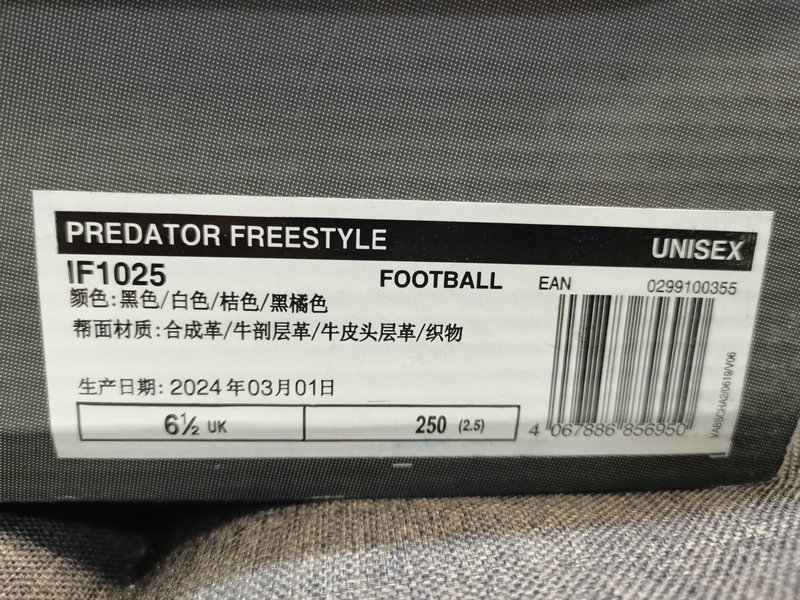 PREDATOR FREESTYLE
UNISEX
IF1025
FOOTBALL
EAN
0299100355
颜色:黑色/白色/桔色/黑橘色
帮面材质:合成革/牛剖层革/牛皮头层革/织物
生产日期: 2024年03月01日
6½ UK
250 (2.5)
4 067886 856950
VABSCHA2/0619/V06